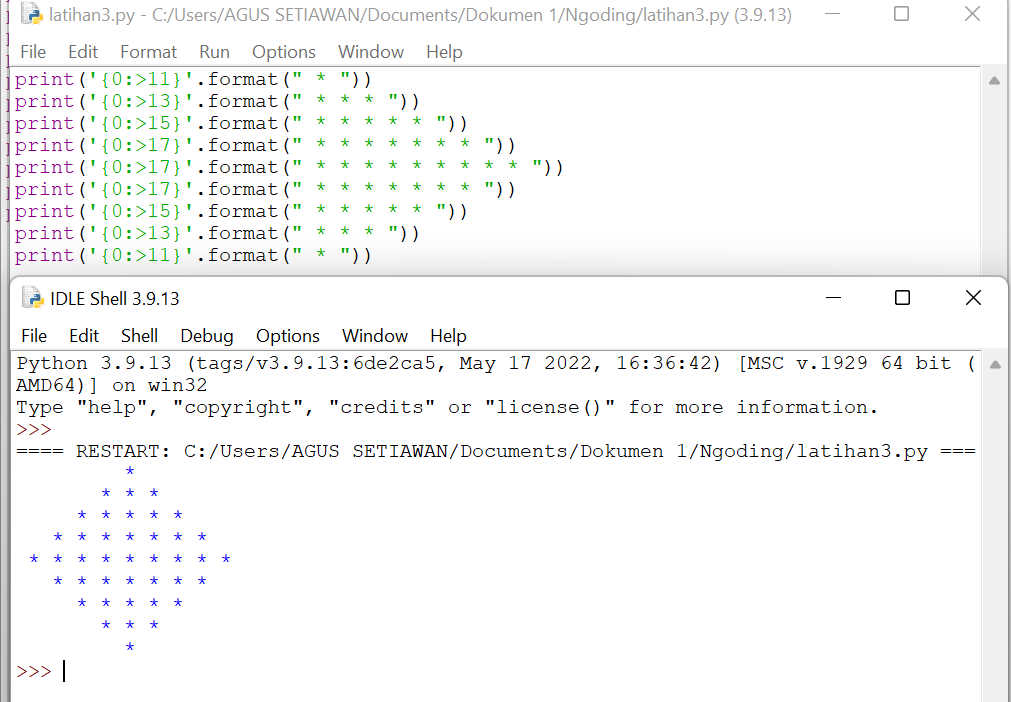 latihan3.py - C:/Users/AGUS SETIAWAN/Documents/Dokumen 1/Ngoding/latihan3.py (3.9.13)
File Edit Format Run Options Window Help
print('{0:>11}'.format(" * "))
print('{0:>13}'.format(" * * * "))
print('{0:>15}'.format(" * * * * * "))
print('{0:>17}'.format(" * * * * * * * "))
print('{0:>17}'.format(" * * * * * * * * * "))
print('{0:>17}'.format(" * * * * * * * "))
print('{0:>15}'.format(" * * * * * "))
print('{0:>13}'.format(" * * * "))
print('{0:>11}'.format(" * "))
IDLE Shell 3.9.13
File Edit Shell Debug Options Window Help
Python 3.9.13 (tags/v3.9.13:6de2ca5, May 17 2022, 16:36:42) [MSC v.1929 64 bit (
AMD64)] on win32
Type "help", "copyright", "credits" or "license()" for more information.
>>>
==== RESTART: C:/Users/AGUS SETIAWAN/Documents/Dokumen 1/Ngoding/latihan3.py ===
         *
       * * *
     * * * * *
   * * * * * * *
 * * * * * * * * *
   * * * * * * *
     * * * * *
       * * *
         *
>>>